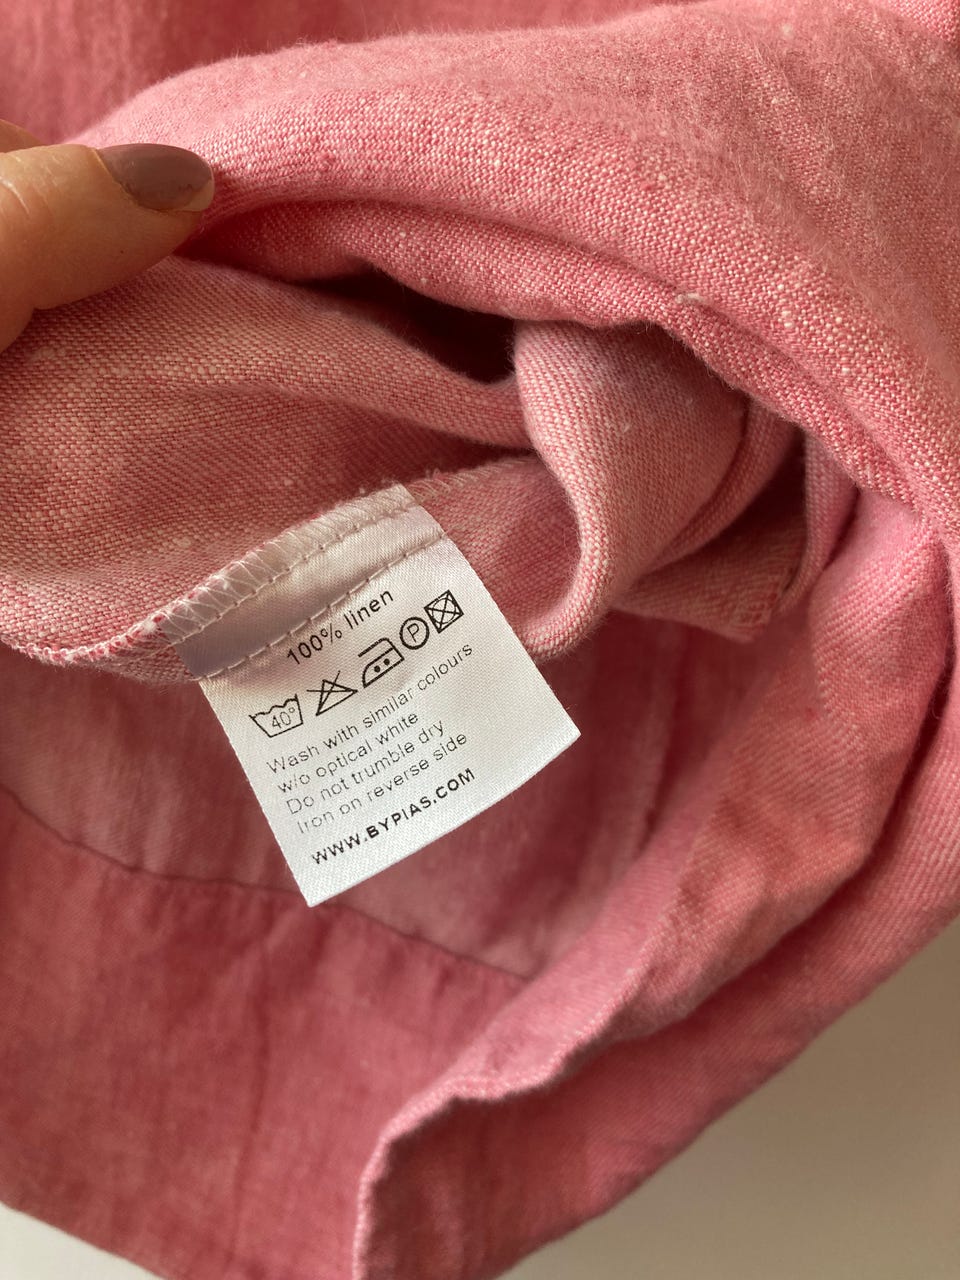 100% linen
40° P
Wash with similar colours
w/o optical white
Do not trumble dry
Iron on reverse side
WWW.BYPIAS.COM